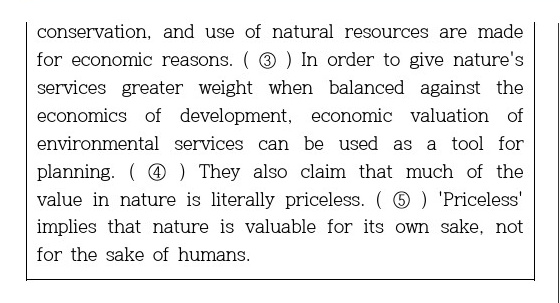 conservation, and use of natural resources are made
for economic reasons. ( ③ ) In order to give nature's
services greater weight when balanced against the
economics of development, economic valuation of
environmental services can be used as a tool for
planning. ( ④ ) They also claim that much of the
value in nature is literally priceless. ( ⑤ ) 'Priceless'
implies that nature is valuable for its own sake, not
for the sake of humans.